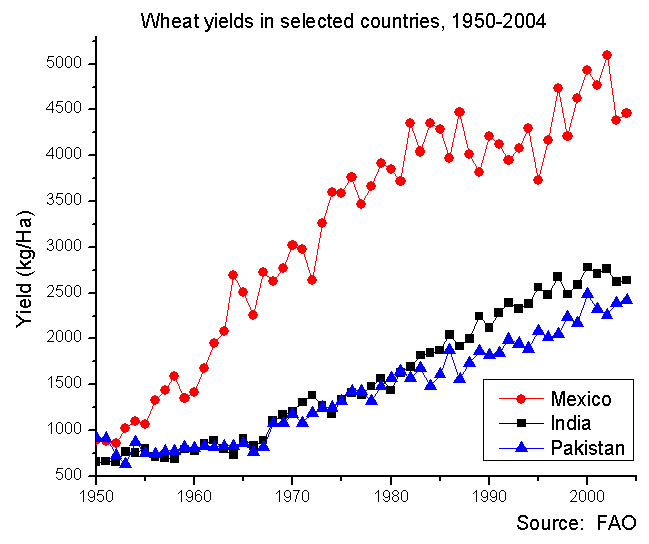 Wheat yields in selected countries, 1950-2004
5000
4500
4000
3500
3000
2500
2000
1500
1000
500
Yield (kg/Ha)
Mexico
India
Pakistan
1950 1960 1970 1980 1990 2000
Source: FAO